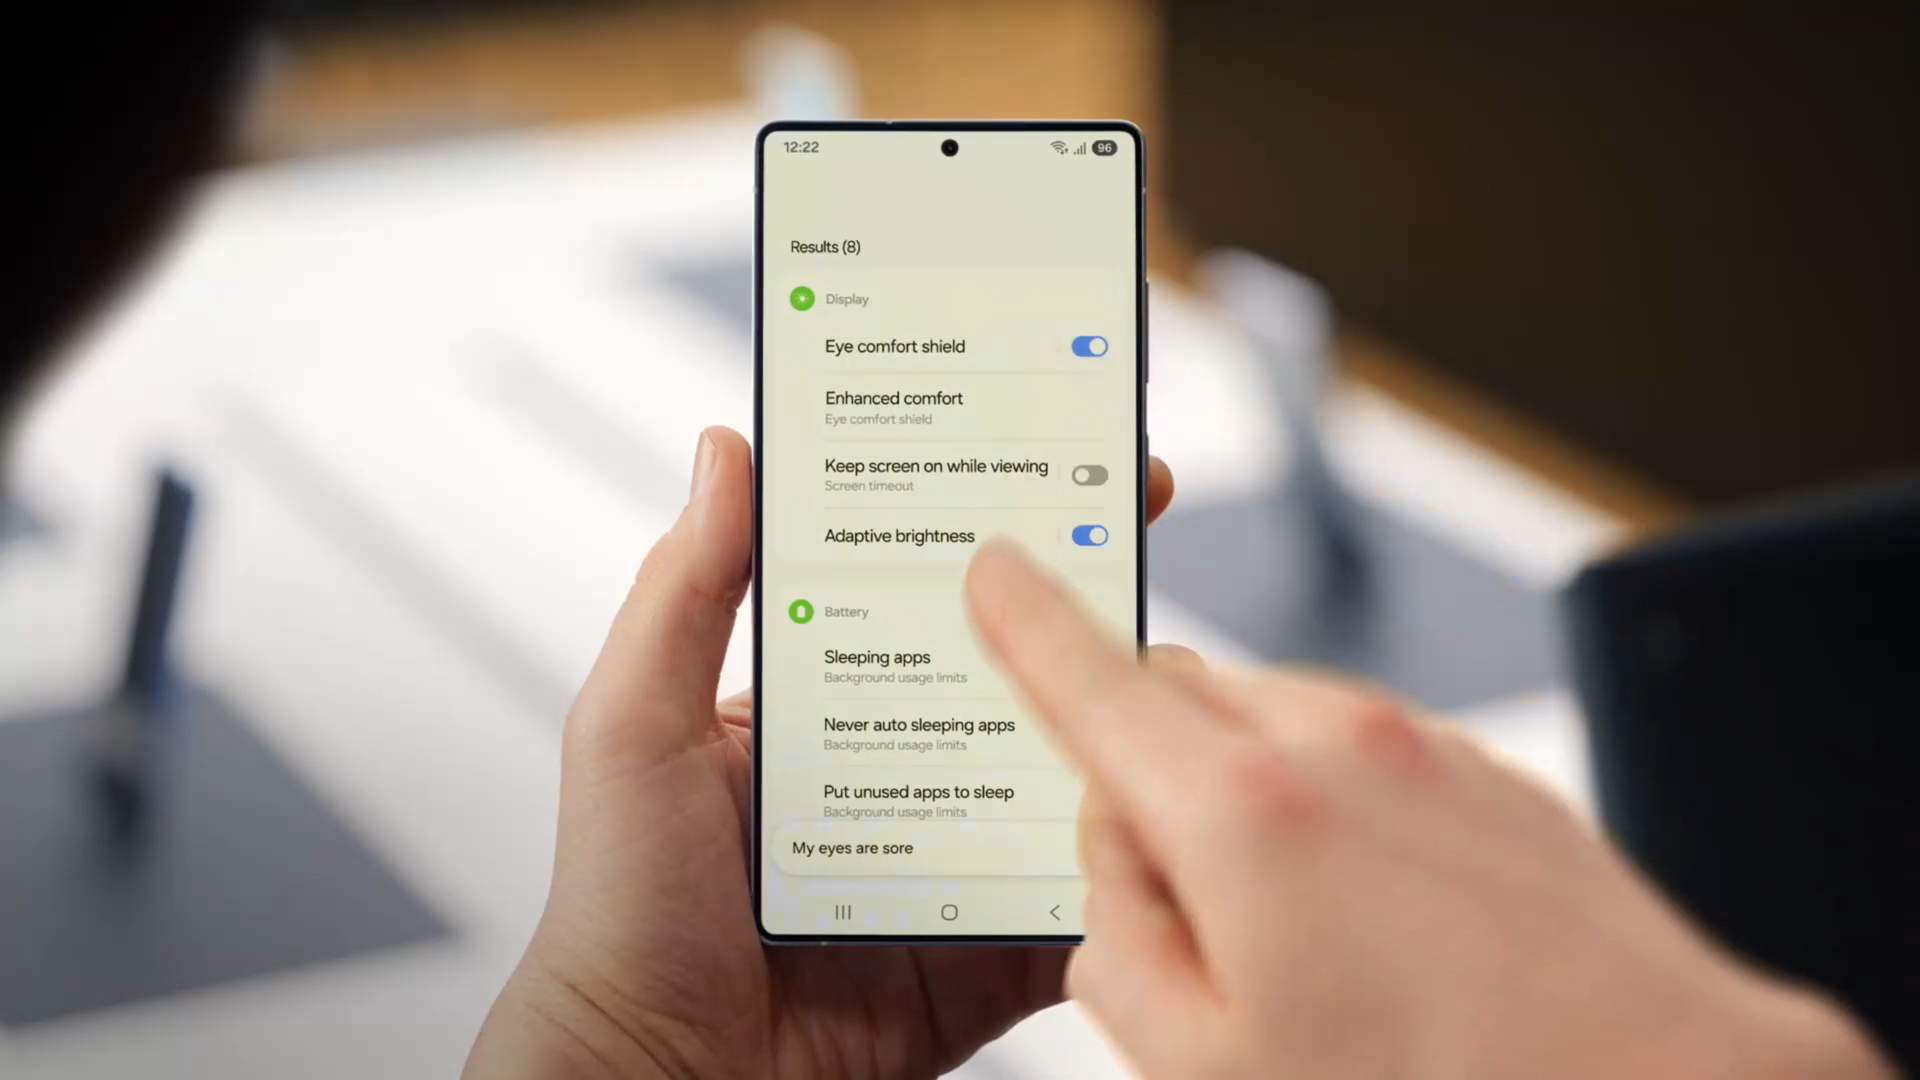 12:22
96
Results (8)
Display
Eye comfort shield
Enhanced comfort
Eye comfort shield
Keep screen on while viewing
Screen timeout
Adaptive brightness
Battery
Sleeping apps
Background usage limits
Never auto sleeping apps
Background usage limits
Put unused apps to sleep
Background usage limits
My eyes are sore